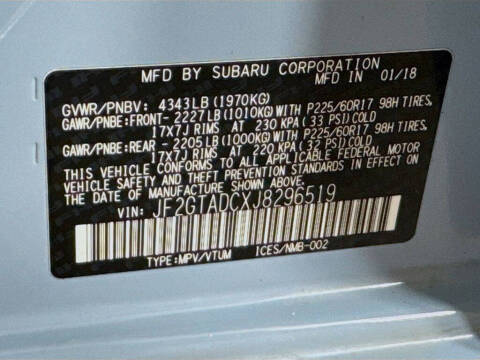 MFD BY SUBARU CORPORATION
MFD IN 01/18
GVWR/PNBV: 4343LB (1970KG)
GAWR/PNBE:FRONT- 2227LB(1010KG)WITH P225/60R17 98H TIRES,
17x7J RIMS AT 230 KPA (33 PSI)COLD
GAWR/PNBE:REAR - 2205LB(1000KG)WITH P225/60R17 98H TIRES,
17x7J RIMS AT 220 KPA (32 PSI)COLD
THIS VEHICLE CONFORMS TO ALL APPLICABLE FEDERAL MOTOR
VEHICLE SAFETY AND THEFT PREVENTION STANDARDS IN EFFECT ON
THE DATE OF MANUFACTURE SHOWN ABOVE.
VIN: JF2GTADCXJ8296519
TYPE:MPV/VTUM ICES/NMB-002